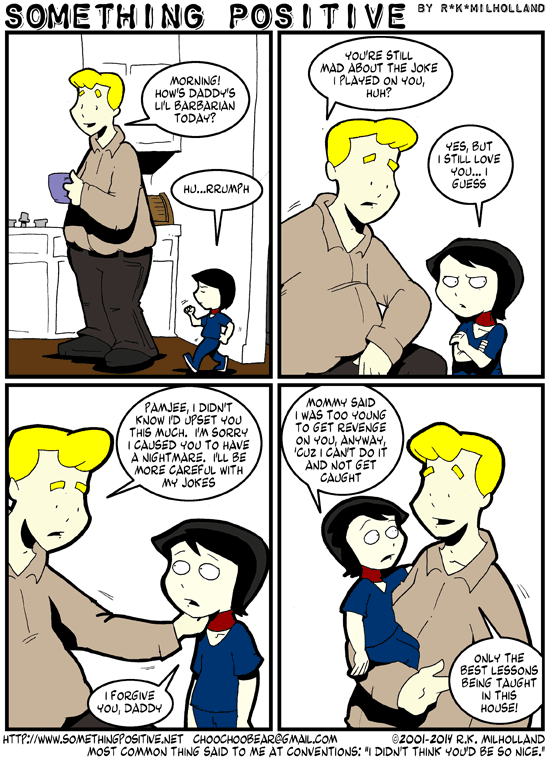 SOMETHING POSITIVE BY R*K*MILHOLLAND
MORNING!
HOW'S DADDY'S
LI'L BARBARIAN
TODAY?
HU...RRUMPH
YOU'RE STILL
MAD ABOUT THE JOKE
I PLAYED ON YOU,
HUH?
YES, BUT
I STILL LOVE
YOU... I
GUESS
PAMJEE, I DIDN'T
KNOW I'D UPSET YOU
THIS MUCH. I'M SORRY
I CAUSED YOU TO HAVE
A NIGHTMARE. I'LL BE
MORE CAREFUL WITH
MY JOKES
I FORGIVE
YOU, DADDY
MOMMY SAID
I WAS TOO YOUNG
TO GET REVENGE
ON YOU, ANYWAY,
'CUZ I CAN'T DO IT
AND NOT GET
CAUGHT
ONLY THE
BEST LESSONS
BEING TAUGHT
IN THIS
HOUSE!
HTTP://WWW.SOMETHINGPOSITIVE.NET CHOOCHOOBEAR@GMAIL.COM ©2001-2014 R.K. MILHOLLAND
MOST COMMON THING SAID TO ME AT CONVENTIONS: "I DIDN'T THINK YOU'D BE SO NICE."